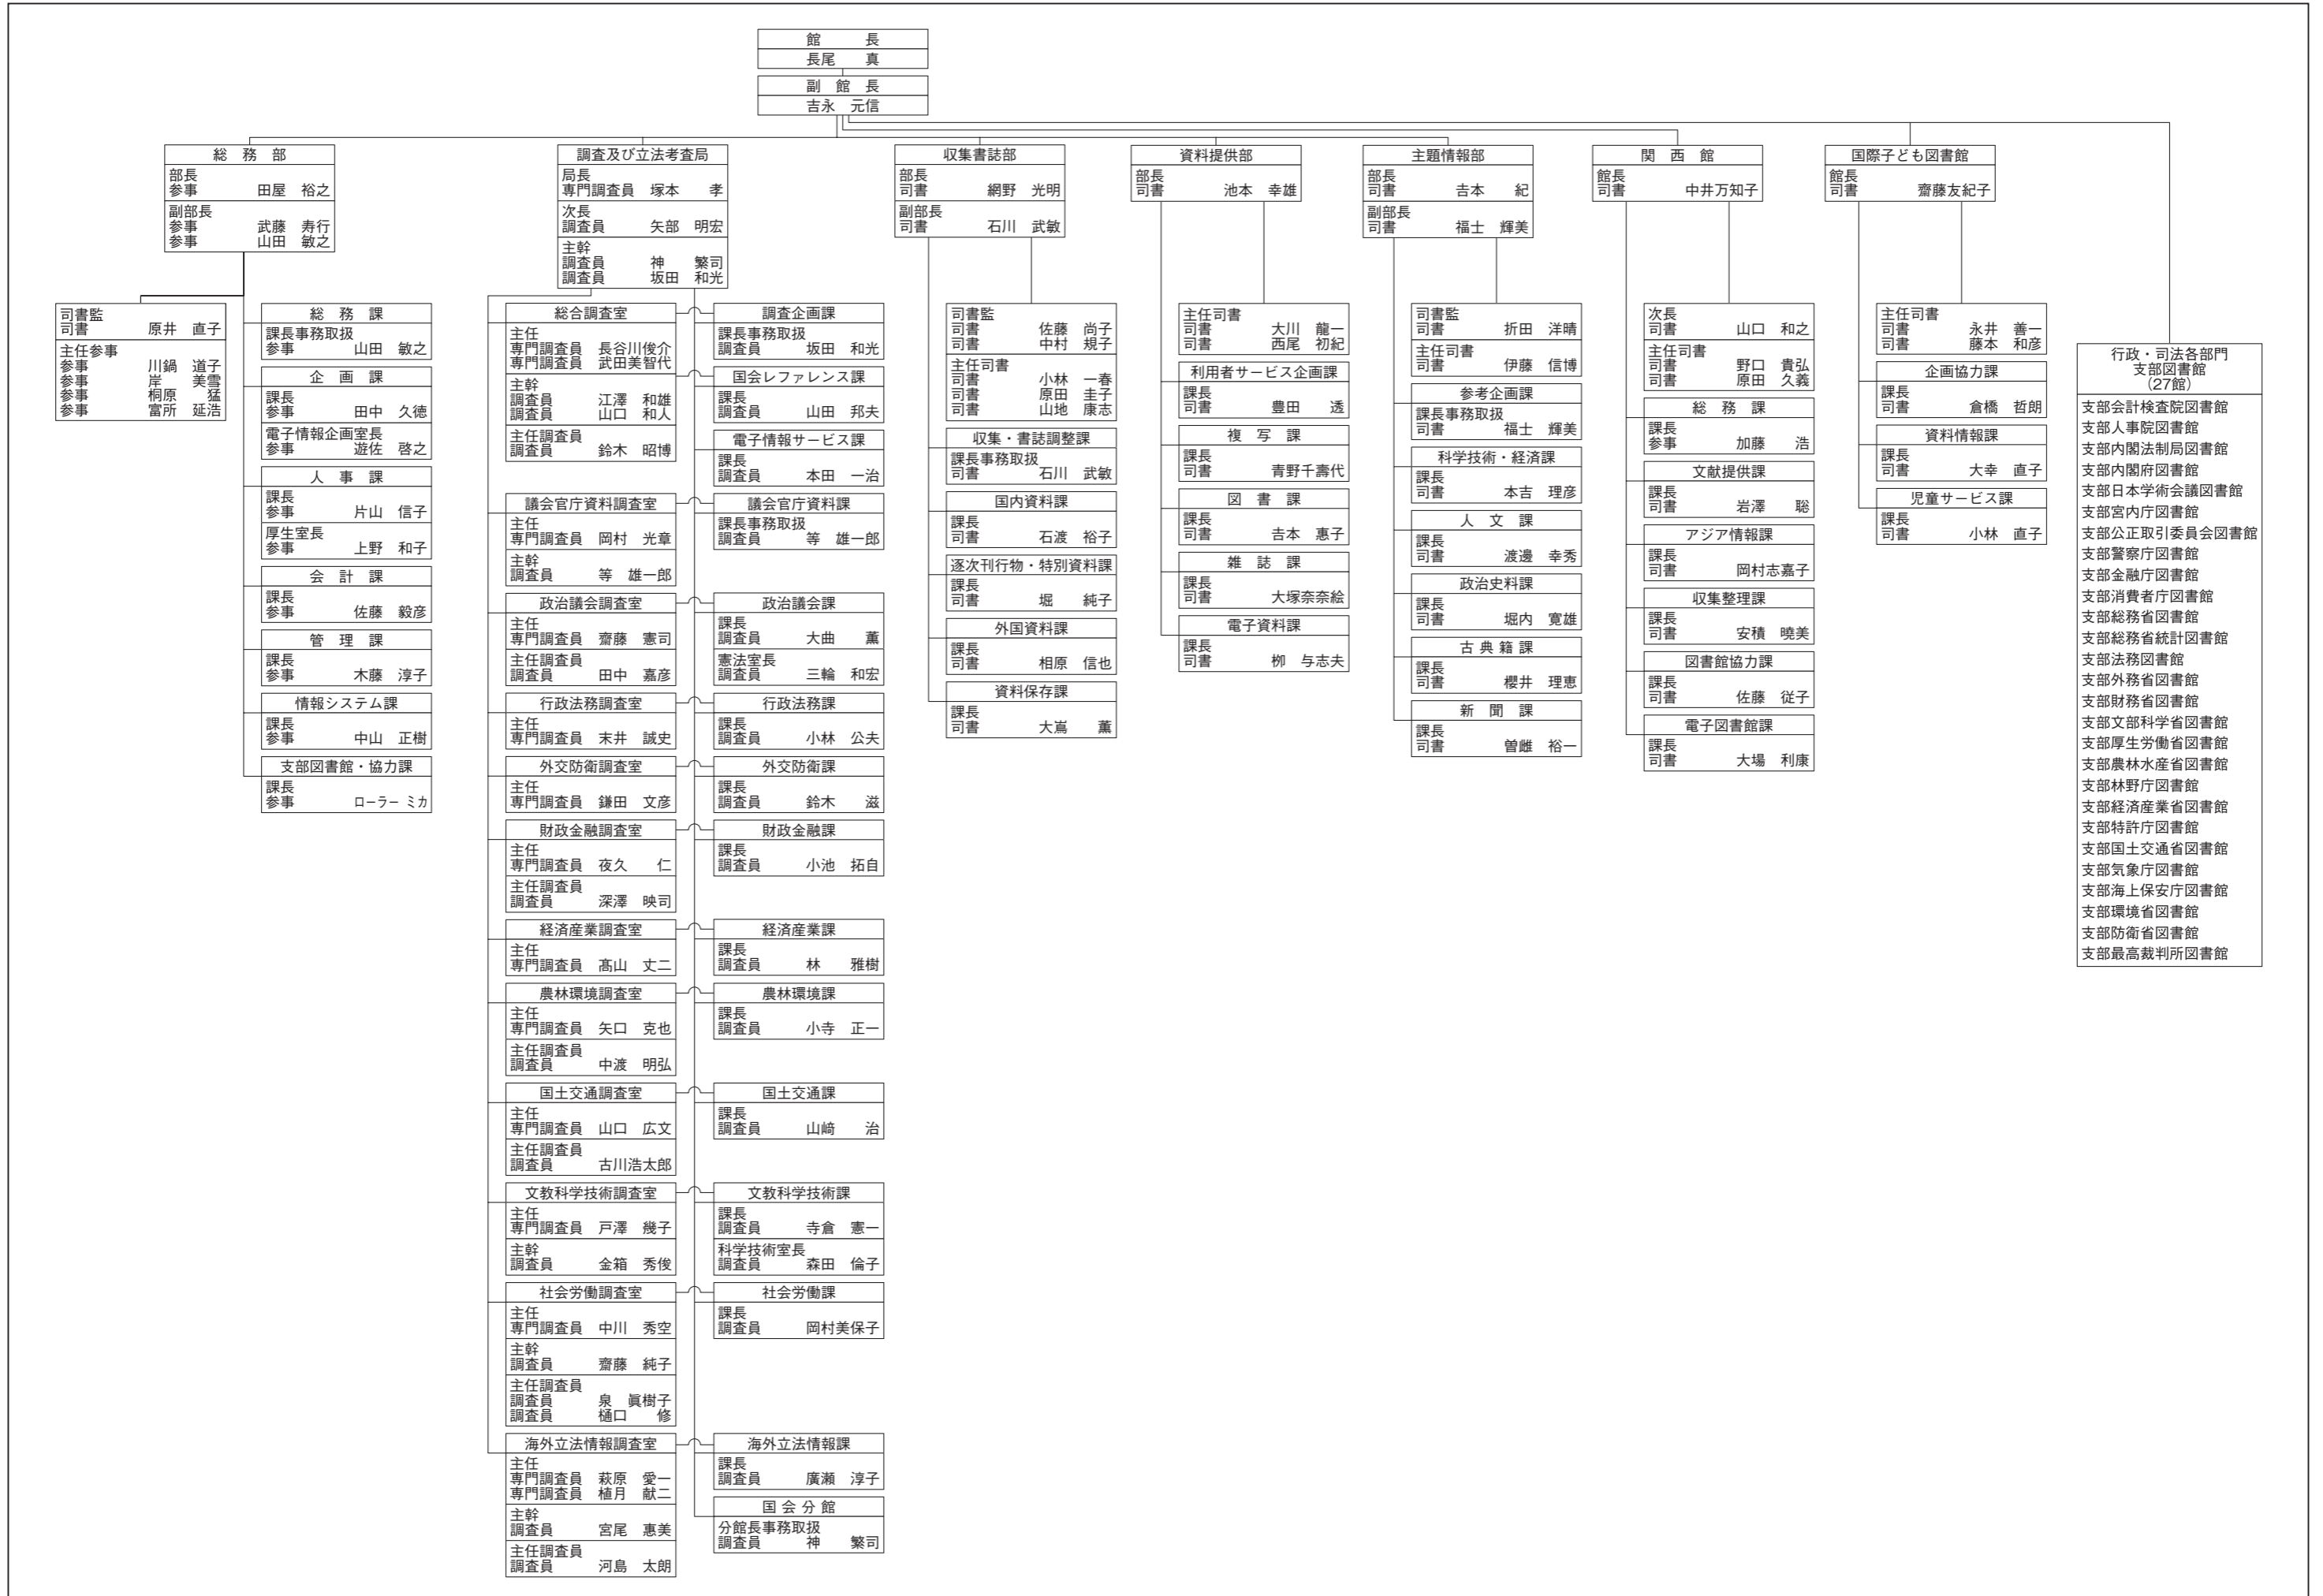 館　長
長尾　真
副　館　長
吉永　元信
総　務　部
部長
参事　田屋　裕之
副部長
参事　武藤　寿行
参事　山田　敏之
司書監
司書　原井　直子
主任参事
参事　川鍋　道子
参事　岸　美雪
参事　桐原　猛
参事　富所　延浩
総　務　課
課長事務取扱
参事　山田　敏之
企　画　課
課長
参事　田中　久徳
電子情報企画室長
参事　遊佐　啓之
人　事　課
課長
参事　片山　信子
厚生室長
参事　上野　和子
会　計　課
課長
参事　佐藤　毅彦
管　理　課
課長
参事　木藤　淳子
情報システム課
課長
参事　中山　正樹
支部図書館・協力課
課長
参事　ローラー ミカ
調査及び立法考査局
局長
専門調査員　塚本　孝
次長
調査員　矢部　明宏
主幹
調査員　神　繁司
調査員　坂田　和光
総合調査室
主任
専門調査員　長谷川俊介
専門調査員　武田美智代
主幹
調査員　江澤　和雄
調査員　山口　和人
主任調査員
調査員　鈴木　昭博
調査企画課
課長事務取扱
調査員　坂田　和光
国会レファレンス課
課長
調査員　山田　邦夫
電子情報サービス課
課長
調査員　本田　一治
議会官庁資料調査室
主任
専門調査員　岡村　光章
主幹
調査員　等　雄一郎
議会官庁資料課
課長事務取扱
調査員　等　雄一郎
政治議会調査室
主任
専門調査員　齋藤　憲司
主任調査員
調査員　田中　嘉彦
政治議会課
課長
調査員　大曲　薫
憲法室長
調査員　三輪　和宏
行政法務調査室
主任
専門調査員　末井　誠史
行政法務課
課長
調査員　小林　公夫
外交防衛調査室
主任
専門調査員　鎌田　文彦
外交防衛課
課長
調査員　鈴木　滋
財政金融調査室
主任
専門調査員　夜久　仁
主任調査員
調査員　深澤　映司
財政金融課
課長
調査員　小池　拓自
経済産業調査室
主任
専門調査員　髙山　丈二
経済産業課
課長
調査員　林　雅樹
農林環境調査室
主任
専門調査員　矢口　克也
主任調査員
調査員　中渡　明弘
農林環境課
課長
調査員　小寺　正一
国土交通調査室
主任
専門調査員　山口　広文
主任調査員
調査員　古川浩太郎
国土交通課
課長
調査員　山﨑　治
文教科学技術調査室
主任
専門調査員　戸澤　幾子
主幹
調査員　金箱　秀俊
文教科学技術課
課長
調査員　寺倉　憲一
科学技術室長
調査員　森田　倫子
社会労働調査室
主任
専門調査員　中川　秀空
主幹
調査員　齋藤　純子
主任調査員
調査員　泉　眞樹子
調査員　樋口　修
社会労働課
課長
調査員　岡村美保子
海外立法情報調査室
主任
専門調査員　萩原　愛一
専門調査員　植月　献二
主幹
調査員　宮尾　惠美
主任調査員
調査員　河島　太朗
海外立法情報課
課長
調査員　廣瀬　淳子
国 会 分 館
分館長事務取扱
調査員　神　繁司
収集書誌部
部長
司書　網野　光明
副部長
司書　石川　武敏
司書監
司書　佐藤　尚子
司書　中村　規子
主任司書
司書　小林　一春
司書　原田　圭子
司書　山地　康志
収集・書誌調整課
課長事務取扱
司書　石川　武敏
国内資料課
課長
司書　石渡　裕子
逐次刊行物・特別資料課
課長
司書　堀　純子
外国資料課
課長
司書　相原　信也
資料保存課
課長
司書　大嶌　薫
資料提供部
部長
司書　池本　幸雄
主任司書
司書　大川　龍一
司書　西尾　初紀
利用者サービス企画課
課長
司書　豊田　透
複　写　課
課長
司書　青野千壽代
図　書　課
課長
司書　𠮷本　惠子
雑　誌　課
課長
司書　大塚奈奈絵
電子資料課
課長
司書　栁　与志夫
主題情報部
部長
司書　𠮷本　紀
副部長
司書　福士　輝美
司書監
司書　折田　洋晴
主任司書
司書　伊藤　信博
参考企画課
課長事務取扱
司書　福士　輝美
科学技術・経済課
課長
司書　本吉　理彦
人　文　課
課長
司書　渡邊　幸秀
政治史料課
課長
司書　堀内　寛雄
古 典 籍 課
課長
司書　櫻井　理恵
新　聞　課
課長
司書　曽雌　裕一
関　西　館
館長
司書　中井万知子
次長
司書　山口　和之
主任司書
司書　野口　貴弘
司書　原田　久義
総　務　課
課長
参事　加藤　浩
文献提供課
課長
司書　岩澤　聡
アジア情報課
課長
司書　岡村志嘉子
収集整理課
課長
司書　安積　暁美
図書館協力課
課長
司書　佐藤　従子
電子図書館課
課長
司書　大場　利康
国際子ども図書館
館長
司書　齋藤友紀子
主任司書
司書　永井　善一
司書　藤本　和彦
企画協力課
課長
司書　倉橋　哲朗
資料情報課
課長
司書　大幸　直子
児童サービス課
課長
司書　小林　直子
行政・司法各部門
支部図書館
（27館）
支部会計検査院図書館
支部人事院図書館
支部内閣法制局図書館
支部内閣府図書館
支部日本学術会議図書館
支部宮内庁図書館
支部公正取引委員会図書館
支部警察庁図書館
支部金融庁図書館
支部消費者庁図書館
支部総務省図書館
支部総務省統計図書館
支部法務図書館
支部外務省図書館
支部財務省図書館
支部文部科学省図書館
支部厚生労働省図書館
支部農林水産省図書館
支部林野庁図書館
支部経済産業省図書館
支部特許庁図書館
支部国土交通省図書館
支部気象庁図書館
支部海上保安庁図書館
支部環境省図書館
支部防衛省図書館
支部最高裁判所図書館